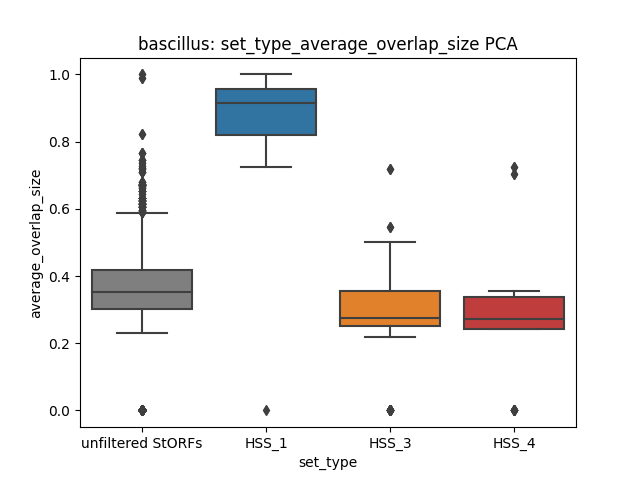 bascillus: set_type_average_overlap_size PCA
1.0
0.8
0.6
0.4
0.2
0.0
average_overlap_size
unfiltered StORFs HSS_1 HSS_3 HSS_4
set_type